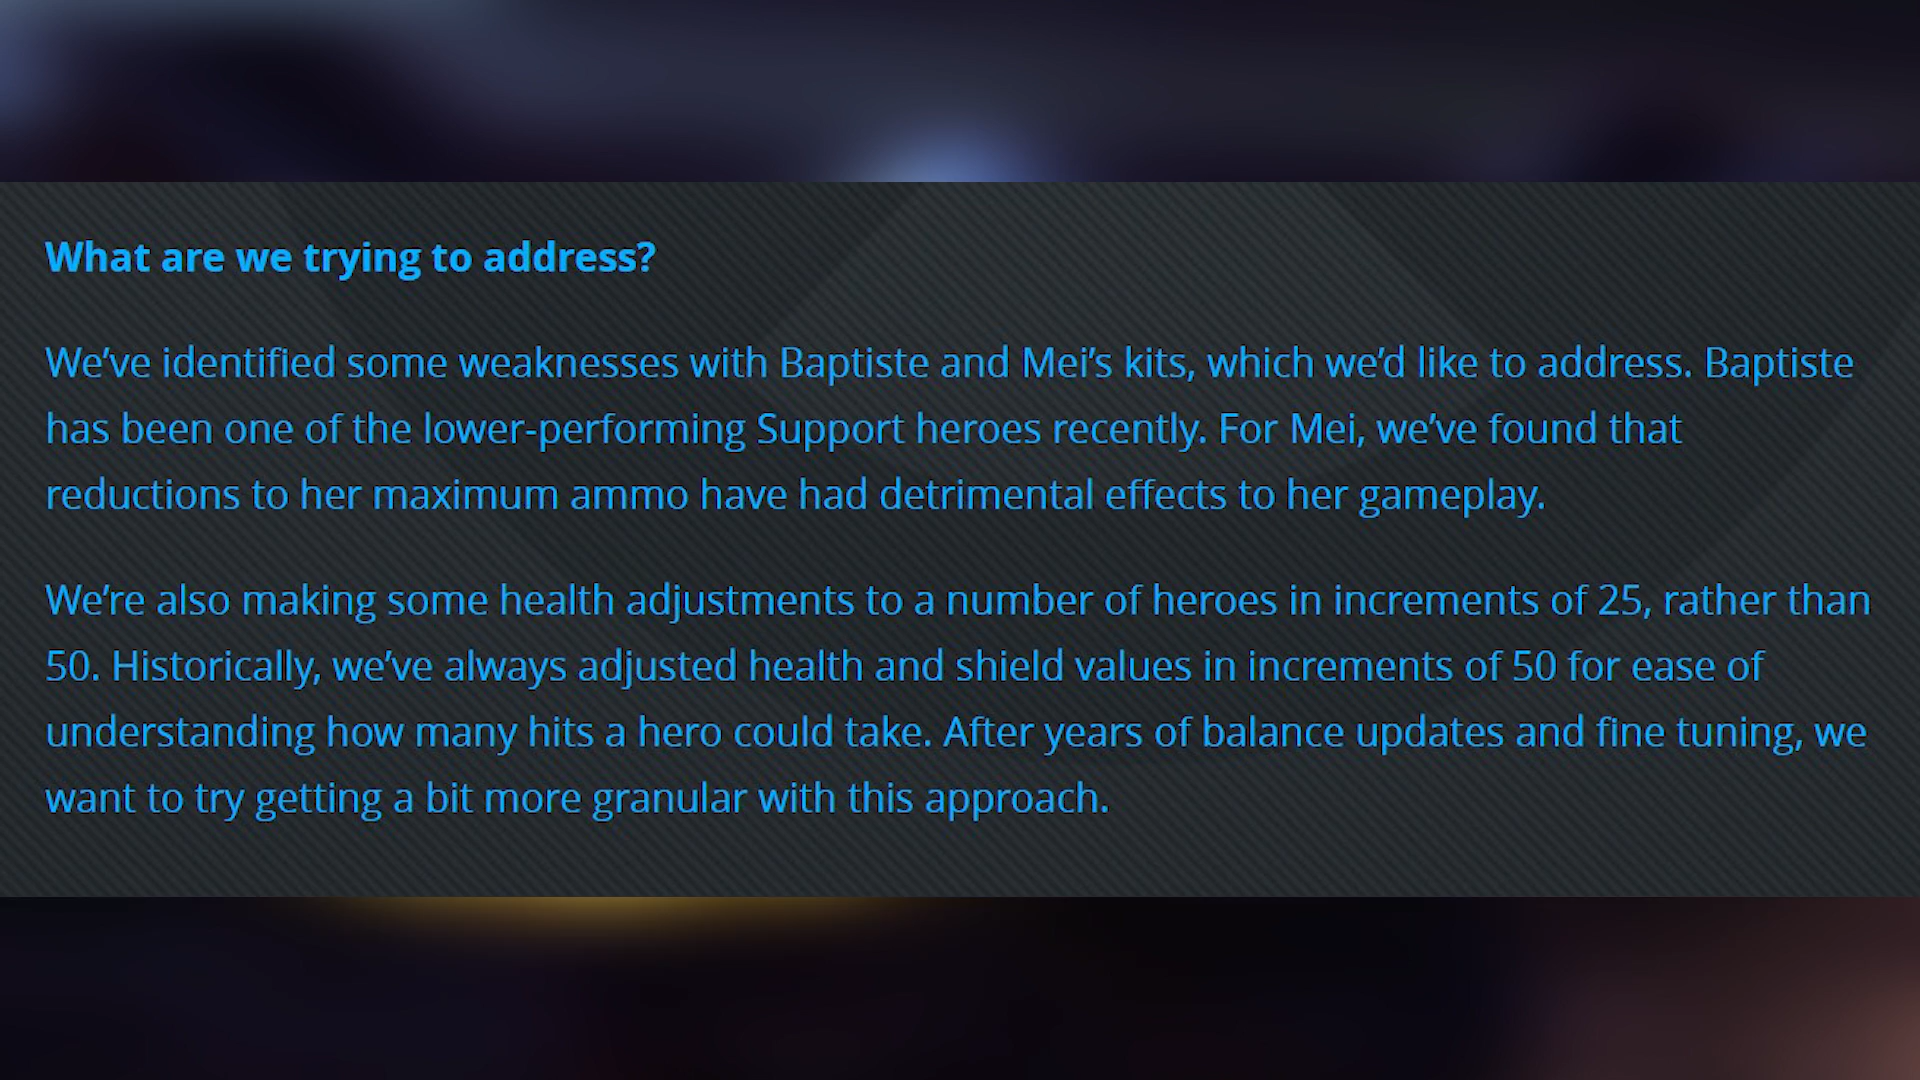 What are we trying to address?
We’ve identified some weaknesses with Baptiste and Mei’s kits, which we’d like to address. Baptiste
has been one of the lower-performing Support heroes recently. For Mei, we’ve found that
reductions to her maximum ammo have had detrimental effects to her gameplay.
We’re also making some health adjustments to a number of heroes in increments of 25, rather than
50. Historically, we’ve always adjusted health and shield values in increments of 50 for ease of
understanding how many hits a hero could take. After years of balance updates and fine tuning, we
want to try getting a bit more granular with this approach.